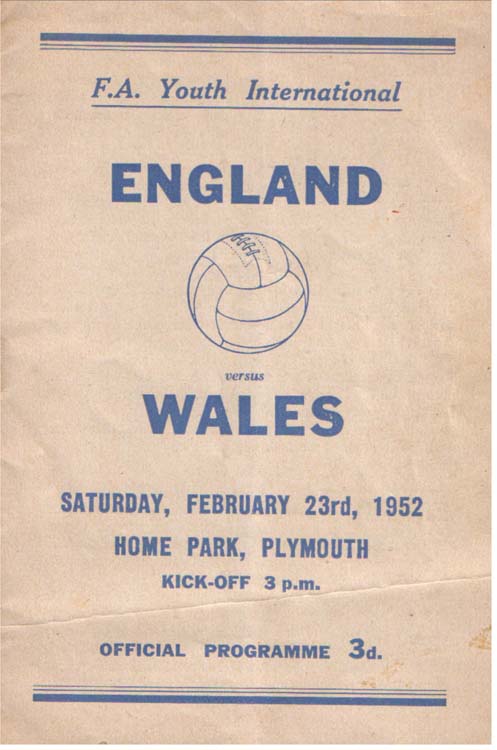 F.A. Youth International
ENGLAND
versus
WALES
SATURDAY, FEBRUARY 23rd, 1952
HOME PARK, PLYMOUTH
KICK-OFF 3 p.m.
OFFICIAL PROGRAMME 3d.